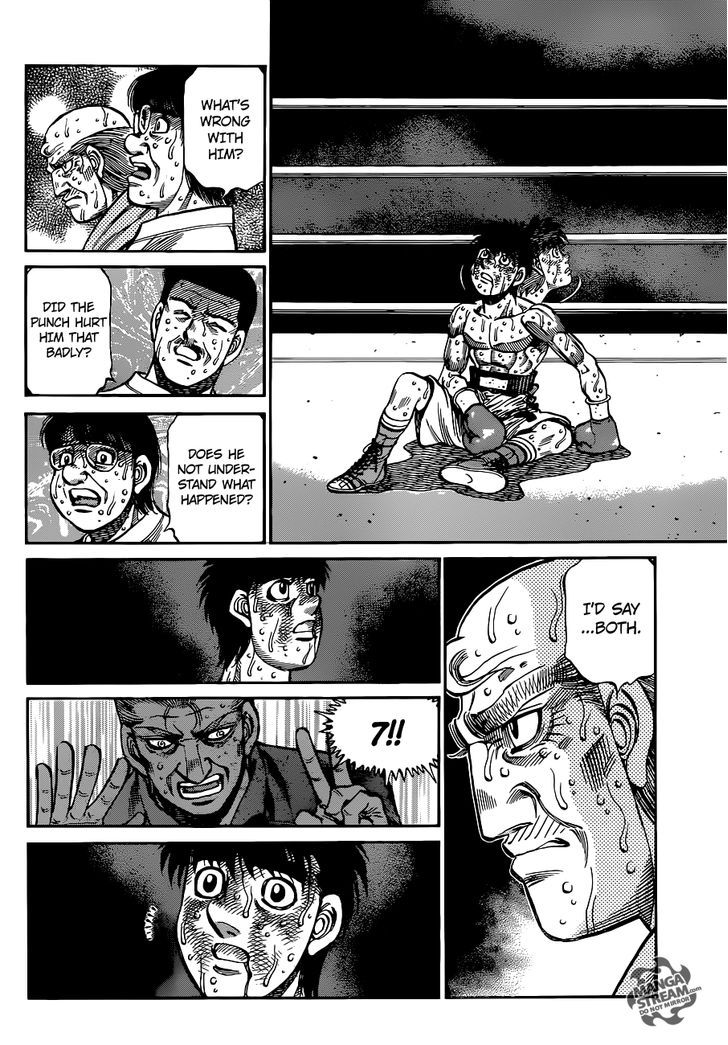 WHAT'S
WRONG
WITH
HIM?
DID THE
PUNCH HURT
HIM THAT
BADLY?
DOES HE
NOT UNDER-
STAND WHAT
HAPPENED?
I'D SAY
...BOTH.
7!!
MANGA
STREAM.com
DO NOT MIRROR